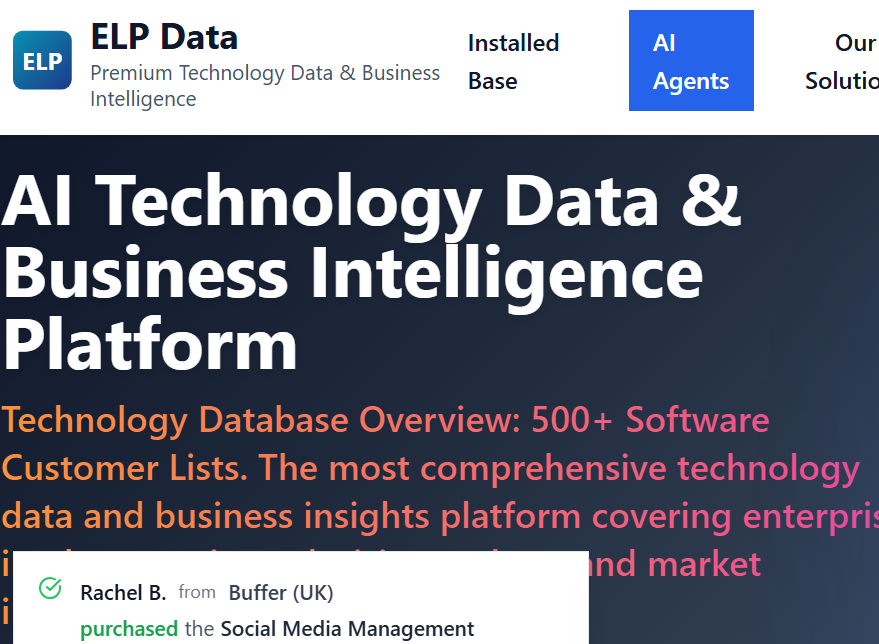 ELP
ELP Data
Premium Technology Data & Business
Intelligence
Installed
Base
AI
Agents
Our
AI Technology Data &
Business Intelligence
Platform
Technology Database Overview: 500+ Software
Customer Lists. The most comprehensive technology
data and business insights platform covering
and market
Rachel B. from Buffer (UK)
purchased the Social Media Management